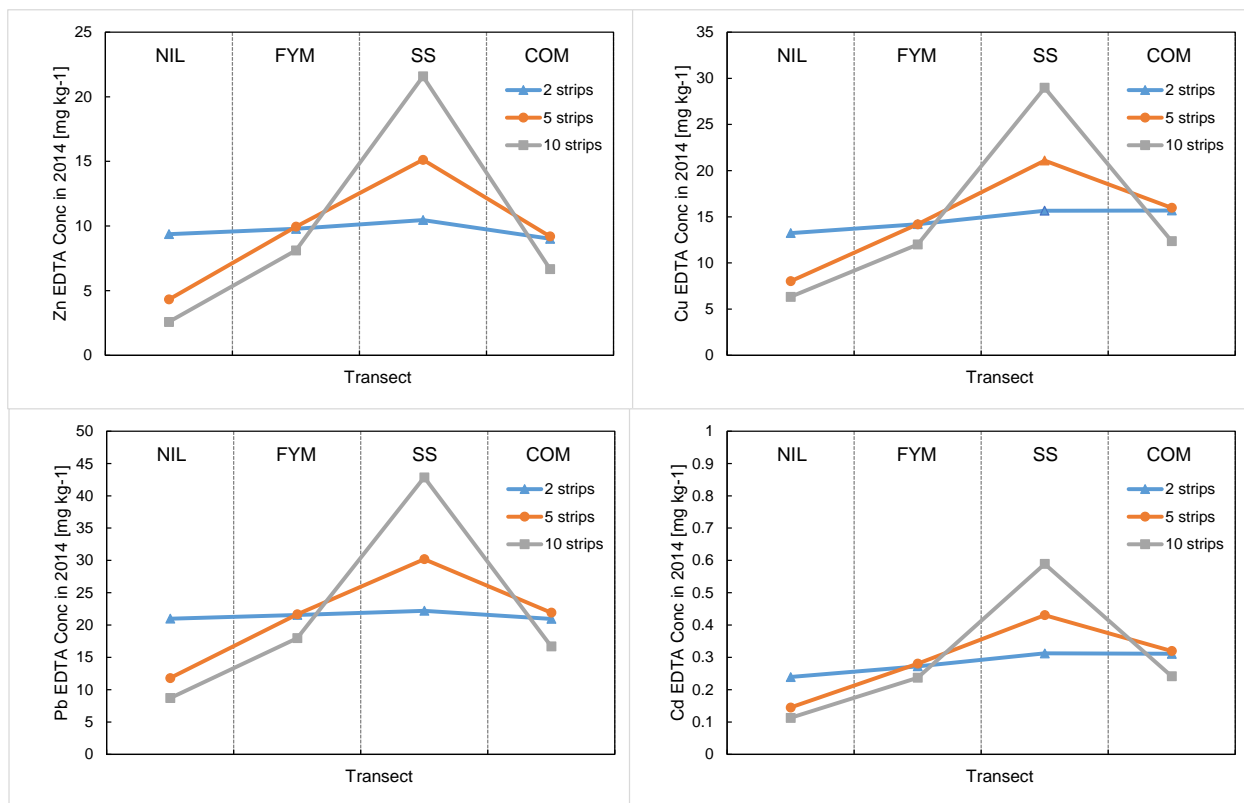 Zn EDTA Conc in 2014 [mg kg-1]
25
20
15
10
5
0
NIL FYM SS COM
2 strips
5 strips
10 strips
Transect
Cu EDTA Conc in 2014 [mg kg-1]
35
30
25
20
15
10
5
0
NIL FYM SS COM
2 strips
5 strips
10 strips
Transect
Pb EDTA Conc in 2014 [mg kg-1]
50
45
40
35
30
25
20
15
10
5
0
NIL FYM SS COM
2 strips
5 strips
10 strips
Transect
Cd EDTA Conc in 2014 [mg kg-1]
1
0.9
0.8
0.7
0.6
0.5
0.4
0.3
0.2
0.1
0
NIL FYM SS COM
2 strips
5 strips
10 strips
Transect